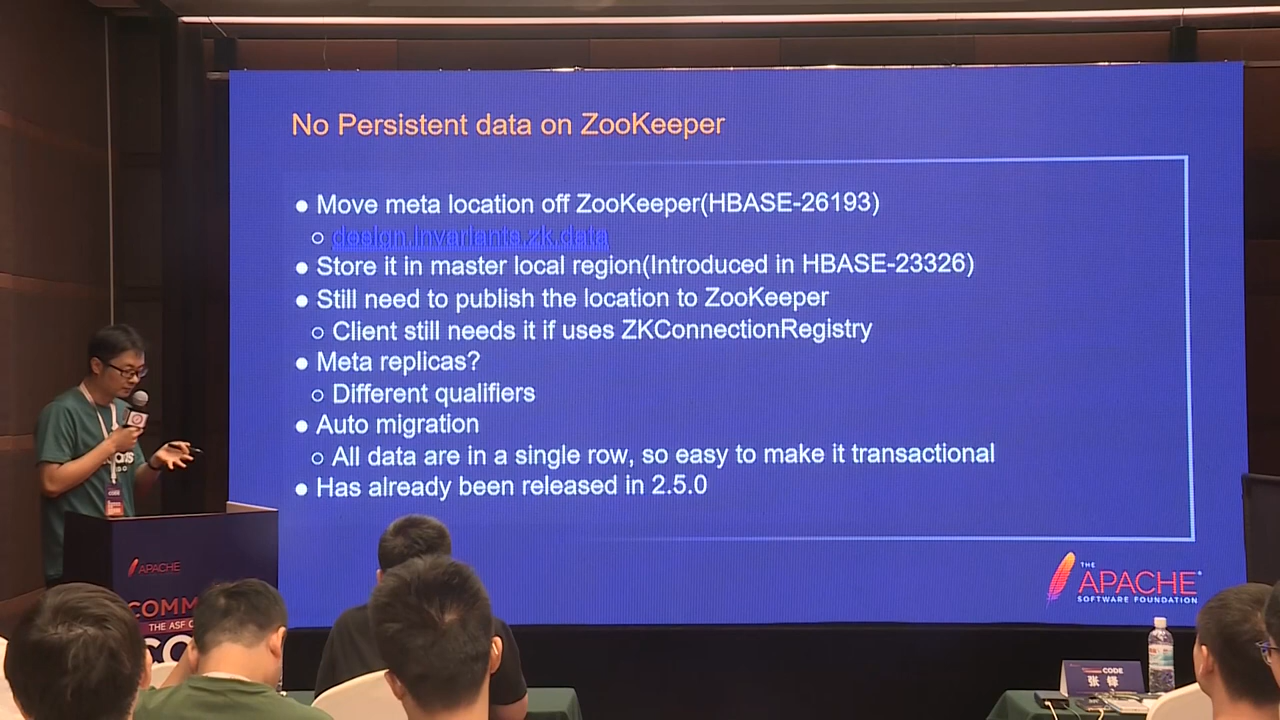 No Persistent data on ZooKeeper
● Move meta location off ZooKeeper(HBASE-26193)
○ design.invariants.zk.data
● Store it in master local region(Introduced in HBASE-23326)
● Still need to publish the location to ZooKeeper
○ Client still needs it if uses ZKConnectionRegistry
● Meta replicas?
○ Different qualifiers
● Auto migration
○ All data are in a single row, so easy to make it transactional
● Has already been released in 2.5.0
THE
APACHE
SOFTWARE FOUNDATION
APACHE
COMM
THE ASF
CO
CODE
张 铎